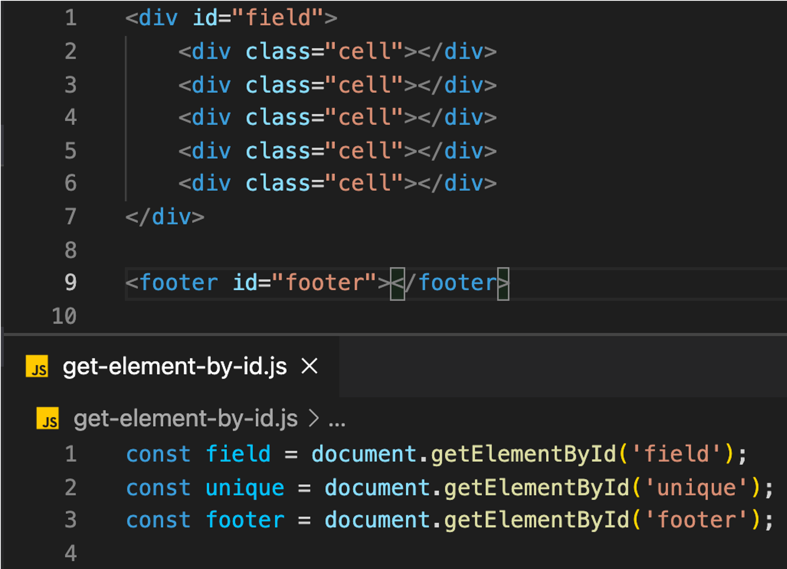 1 <div id="field">
2 <div class="cell"></div>
3 <div class="cell"></div>
4 <div class="cell"></div>
5 <div class="cell"></div>
6 <div class="cell"></div>
7 </div>
8
9 <footer id="footer"></footer>
10
JS get-element-by-id.js ×
JS get-element-by-id.js > ...
1 const field = document.getElementById('field');
2 const unique = document.getElementById('unique');
3 const footer = document.getElementById('footer');
4